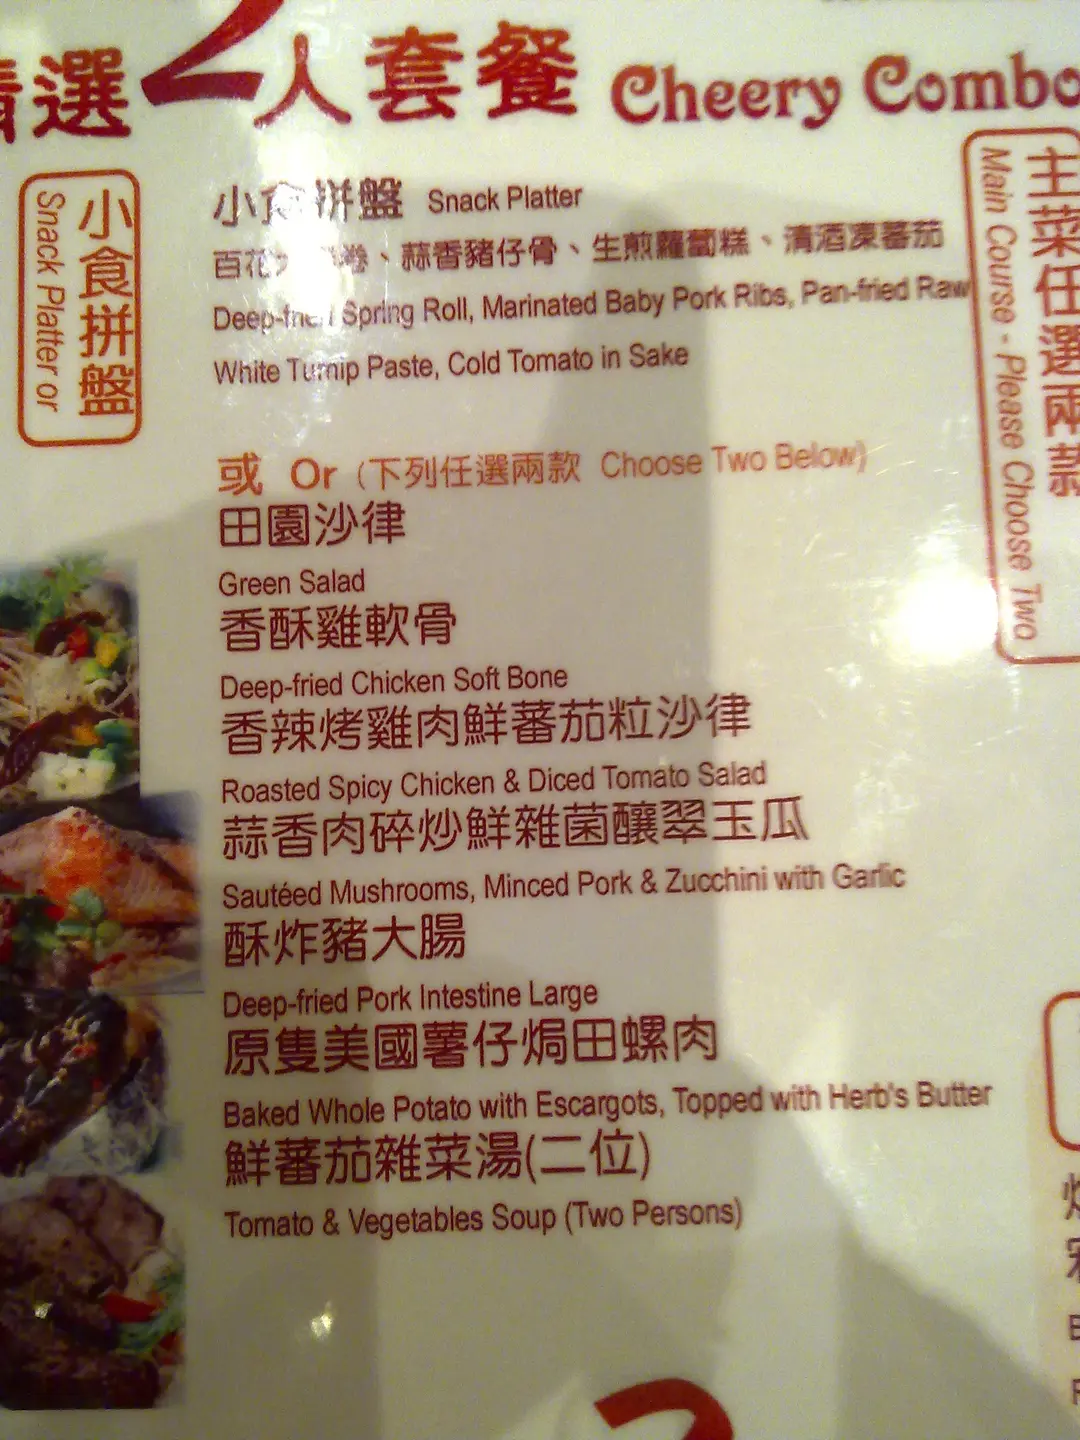 精選2人套餐 Cheery Combo
小食拼盤
Snack Platter or
小食拼盤 Snack Platter
百花 卷、蒜香豬仔骨、生煎蘿蔔糕、清酒凍蕃茄
Deep-fried Spring Roll, Marinated Baby Pork Ribs, Pan-fried Raw
White Turnip Paste, Cold Tomato in Sake
或 Or (下列任選兩款 Choose Two Below)
田園沙律
Green Salad
香酥雞軟骨
Deep-fried Chicken Soft Bone
香辣烤雞肉鮮蕃茄粒沙律
Roasted Spicy Chicken & Diced Tomato Salad
蒜香肉碎炒鮮雜菌釀翠玉瓜
Sautéed Mushrooms, Minced Pork & Zucchini with Garlic
酥炸豬大腸
Deep-fried Pork Intestine Large
原隻美國薯仔焗田螺肉
Baked Whole Potato with Escargots, Topped with Herb's Butter
鮮蕃茄雜菜湯(二位)
Tomato & Vegetables Soup (Two Persons)
主菜任選兩款
Main Course - Please Choose Two